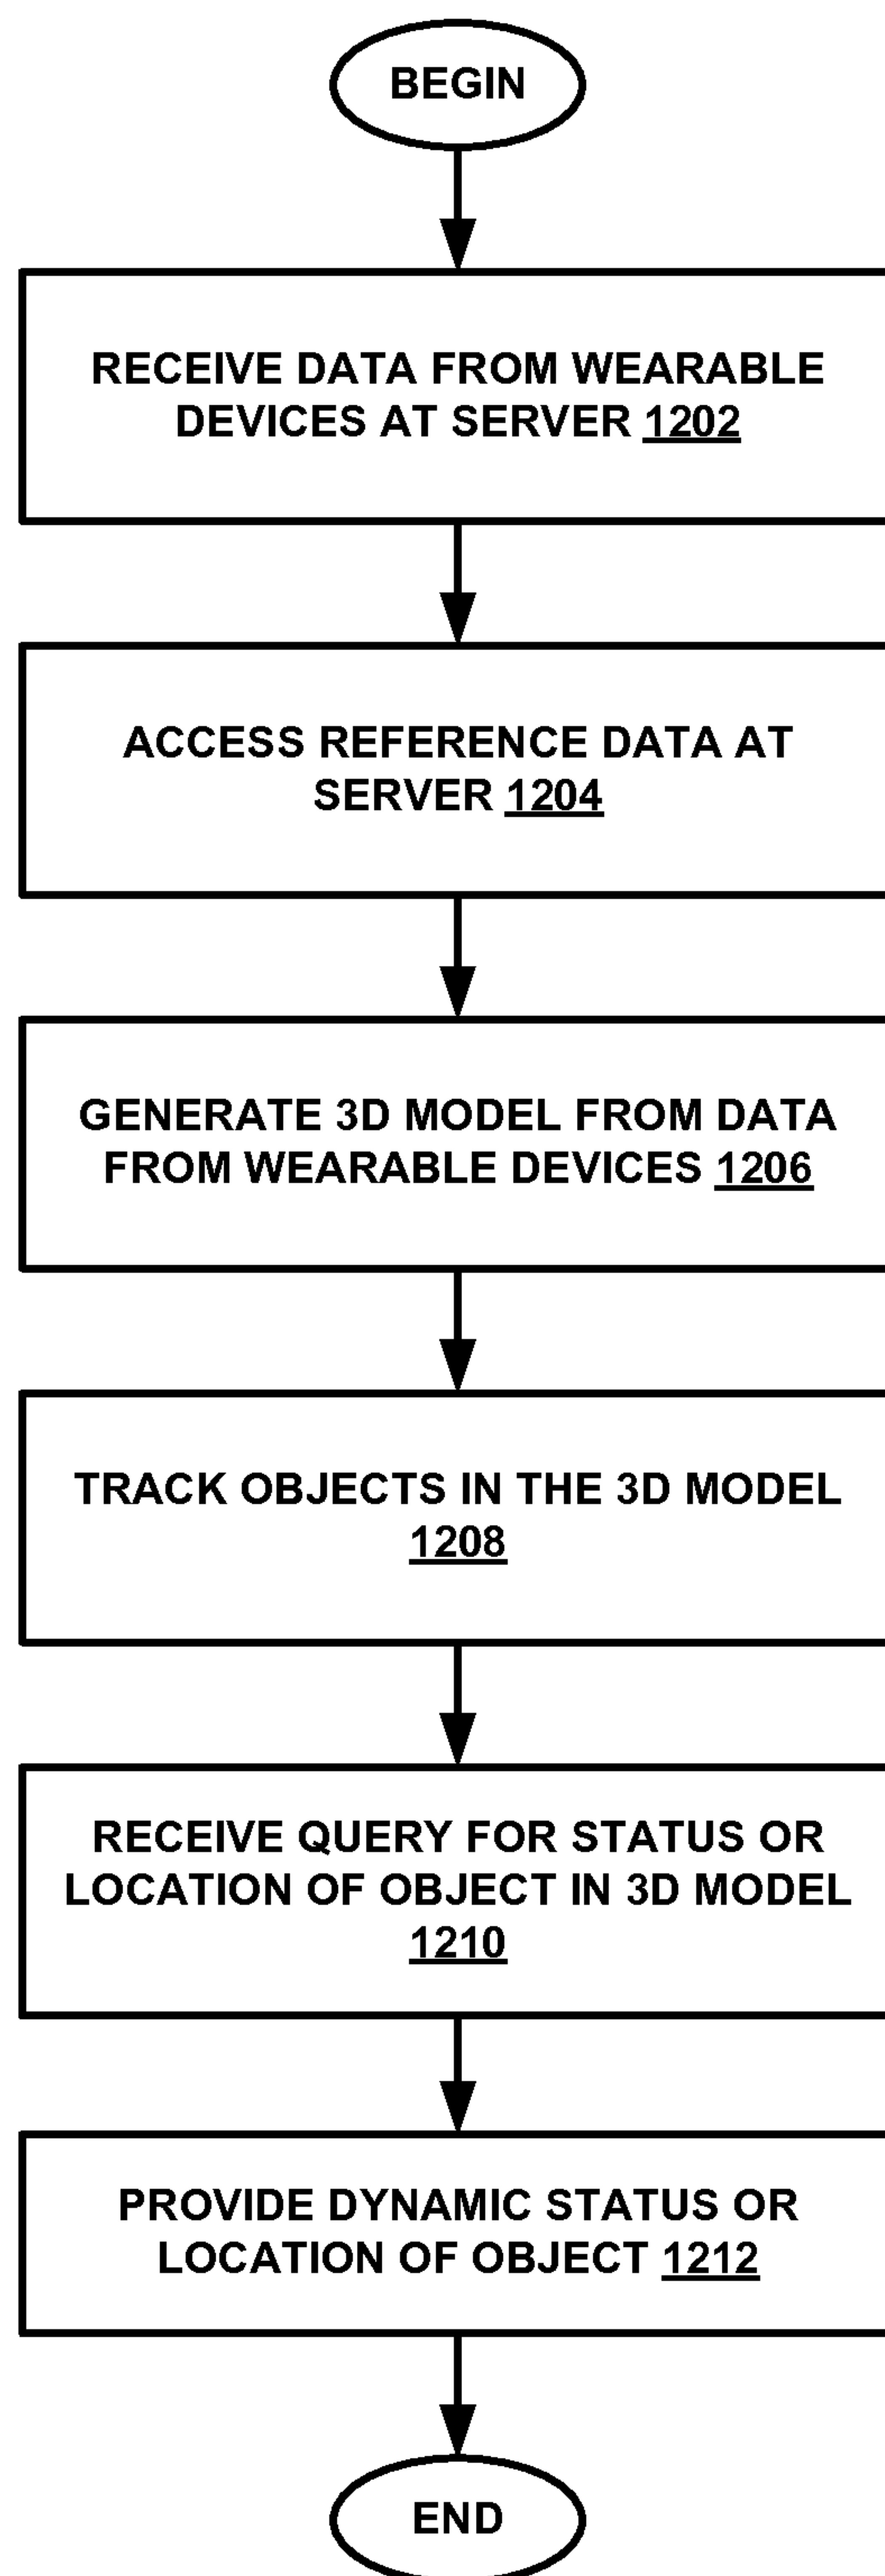 BEGIN
RECEIVE DATA FROM WEARABLE
DEVICES AT SERVER 1202
ACCESS REFERENCE DATA AT
SERVER 1204
GENERATE 3D MODEL FROM DATA
FROM WEARABLE DEVICES 1206
TRACK OBJECTS IN THE 3D MODEL
1208
RECEIVE QUERY FOR STATUS OR
LOCATION OF OBJECT IN 3D MODEL
1210
PROVIDE DYNAMIC STATUS OR
LOCATION OF OBJECT 1212
END